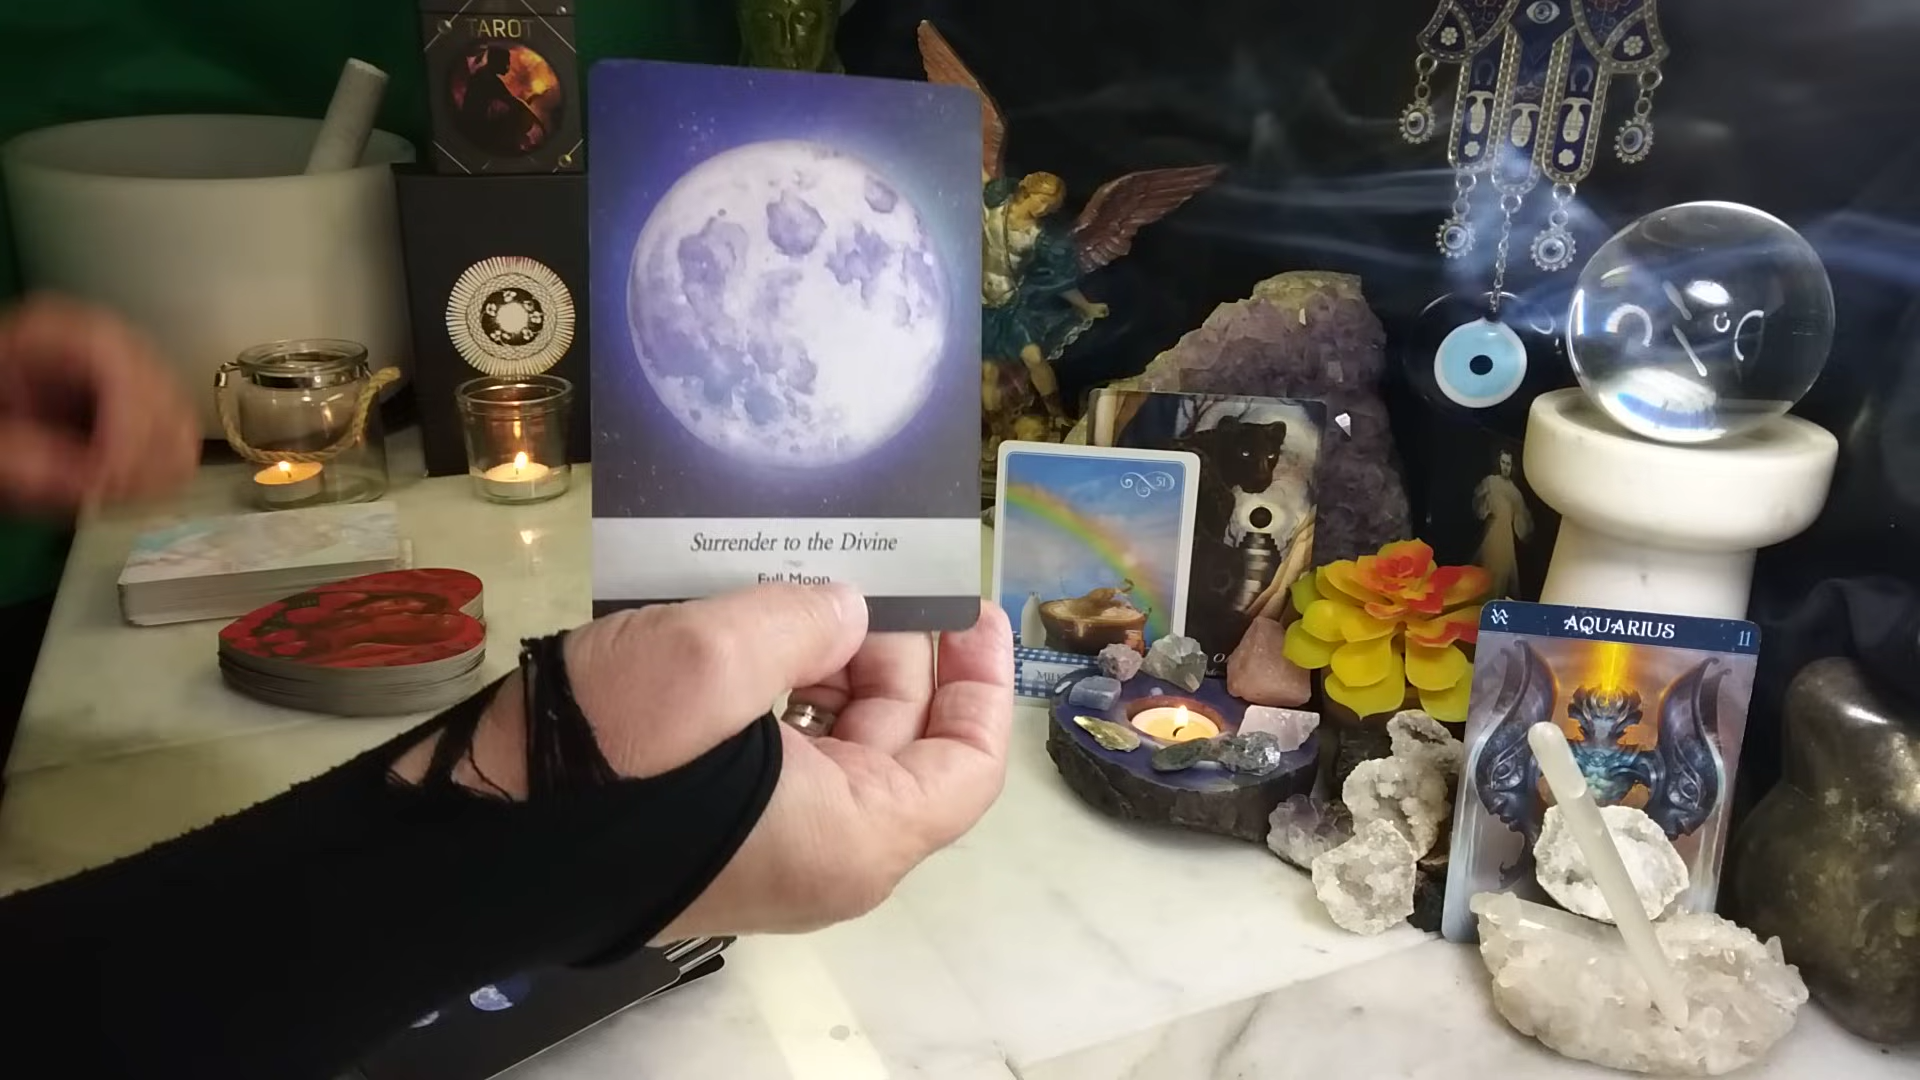 TAROT
Surrender to the Divine
Full Moon
51
AQUARIUS
11